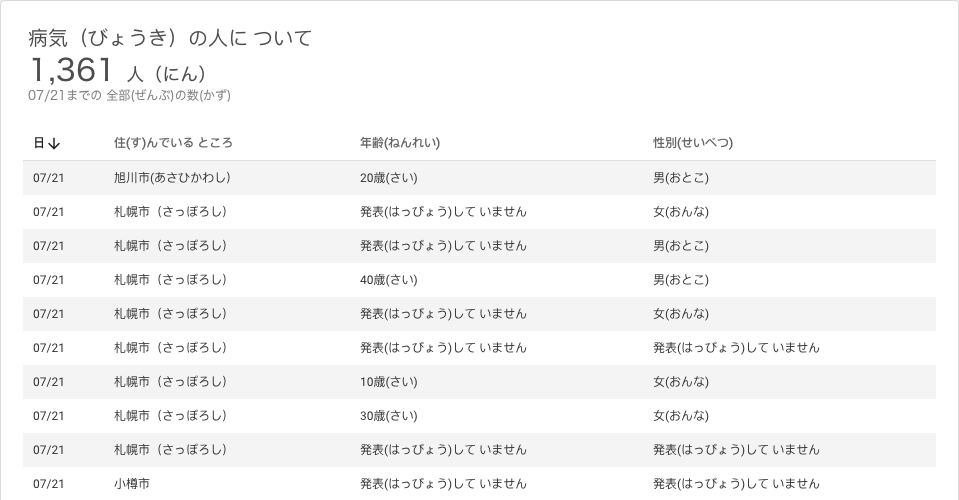 病気（びょうき）の人に ついて
1,361 人（にん）
07/21までの 全部(ぜんぶ)の数(かず)
日↓ 住(す)んでいる ところ 年齢(ねんれい) 性別(せいべつ)
07/21 旭川市(あさひかわし） 20歳(さい) 男(おとこ)
07/21 札幌市（さっぽろし） 発表(はっぴょう)して いません 女(おんな)
07/21 札幌市（さっぽろし） 発表(はっぴょう)して いません 男(おとこ)
07/21 札幌市（さっぽろし） 40歳(さい) 男(おとこ)
07/21 札幌市（さっぽろし） 発表(はっぴょう)して いません 女(おんな)
07/21 札幌市（さっぽろし） 発表(はっぴょう)して いません 発表(はっぴょう)して いません
07/21 札幌市（さっぽろし） 10歳(さい) 女(おんな)
07/21 札幌市（さっぽろし） 30歳(さい) 女(おんな)
07/21 札幌市（さっぽろし） 発表(はっぴょう)して いません 発表(はっぴょう)して いません
07/21 小樽市 発表(はっぴょう)して いません 発表(はっぴょう)して いません